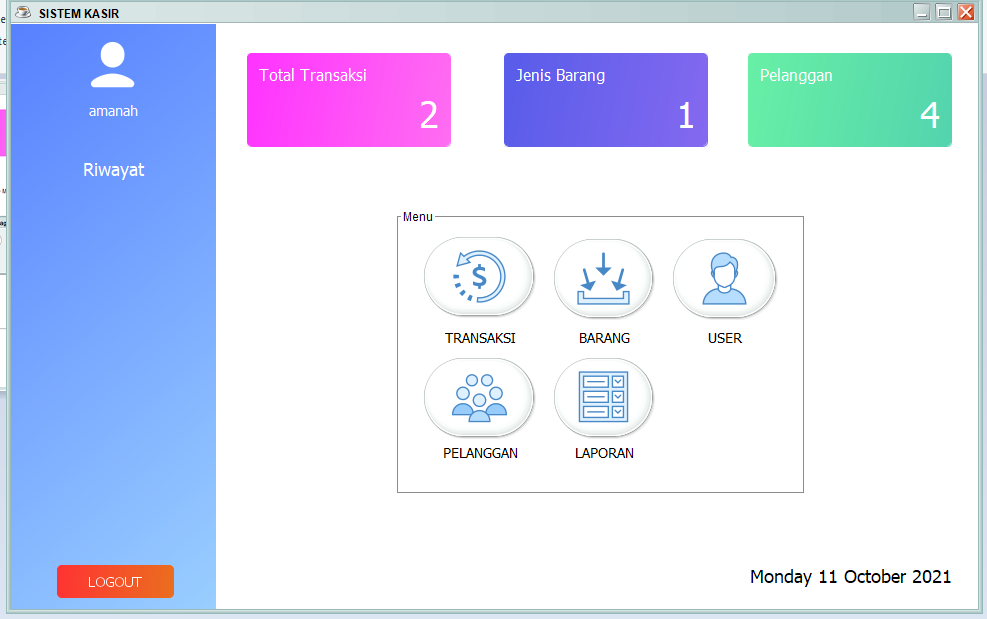 SISTEM KASIR
amanah
Riwayat
LOGOUT
Total Transaksi
2
Jenis Barang
1
Pelanggan
4
Menu
$
TRANSAKSI
BARANG
USER
PELANGGAN
LAPORAN
Monday 11 October 2021